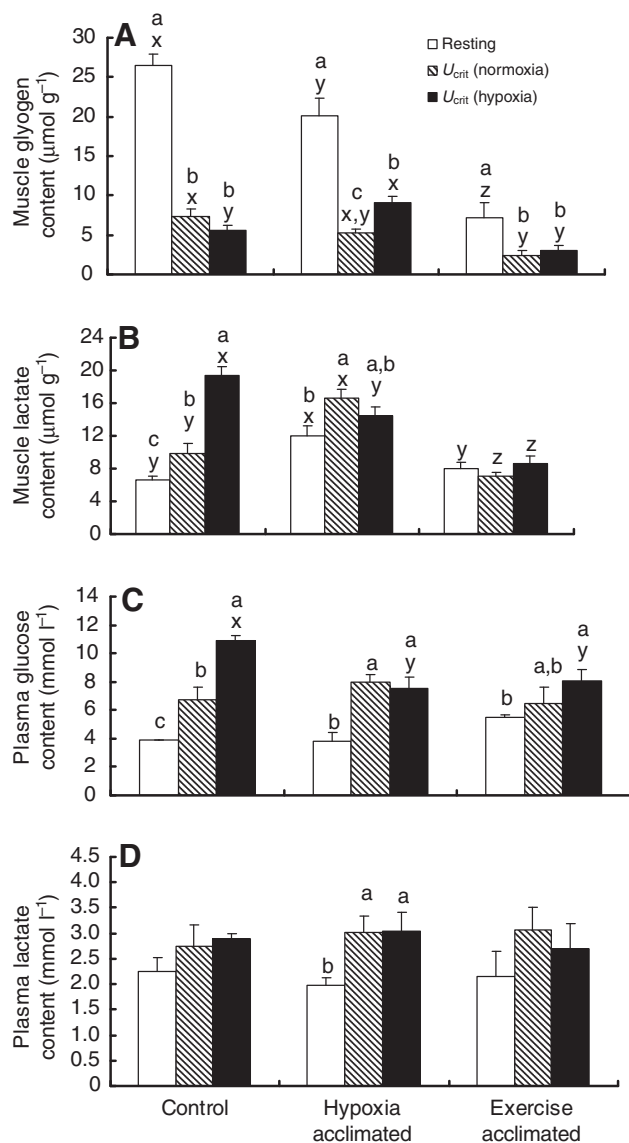 A
Muscle glyogen
content (µmol g⁻¹)
30
25
20
15
10
5
0
a
x
b
x
b
y
a
y
c
x,y
b
x
a
z
b
y
b
y
Resting
Ucrit (normoxia)
Ucrit (hypoxia)
B
Muscle lactate
content (µmol g⁻¹)
24
20
16
12
8
4
0
c
y
b
y
a
x
b
x
a
x
a,b
y
y
z
z
C
Plasma glucose
content (mmol l⁻¹)
14
12
10
8
6
4
2
0
c
b
a
x
b
a
a
y
b
a,b
a
y
D
Plasma lactate
content (mmol l⁻¹)
4.5
4.0
3.5
3.0
2.5
2.0
1.5
1.0
0.5
0
b
a
a
Control
Hypoxia
acclimated
Exercise
acclimated